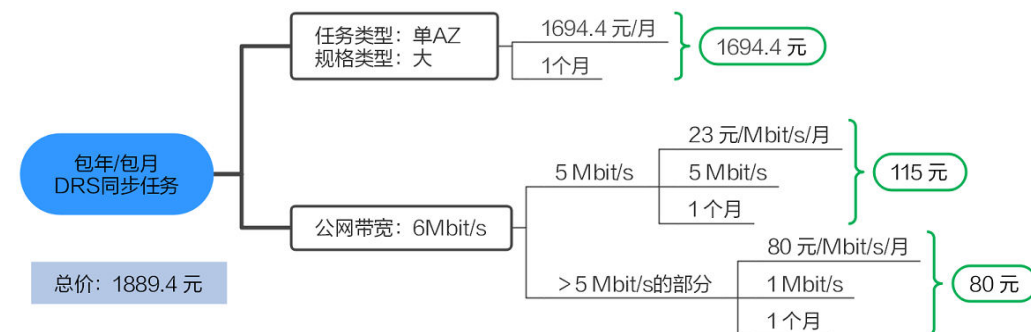 包年/包月
DRS同步任务
总价：1889.4 元
任务类型：单AZ
规格类型：大
1694.4 元/月
1个月
1694.4 元
公网带宽：6Mbit/s
5 Mbit/s
23 元/Mbit/s/月
5 Mbit/s
1 个月
115 元
>5 Mbit/s的部分
80 元/Mbit/s/月
1 Mbit/s
1 个月
80 元